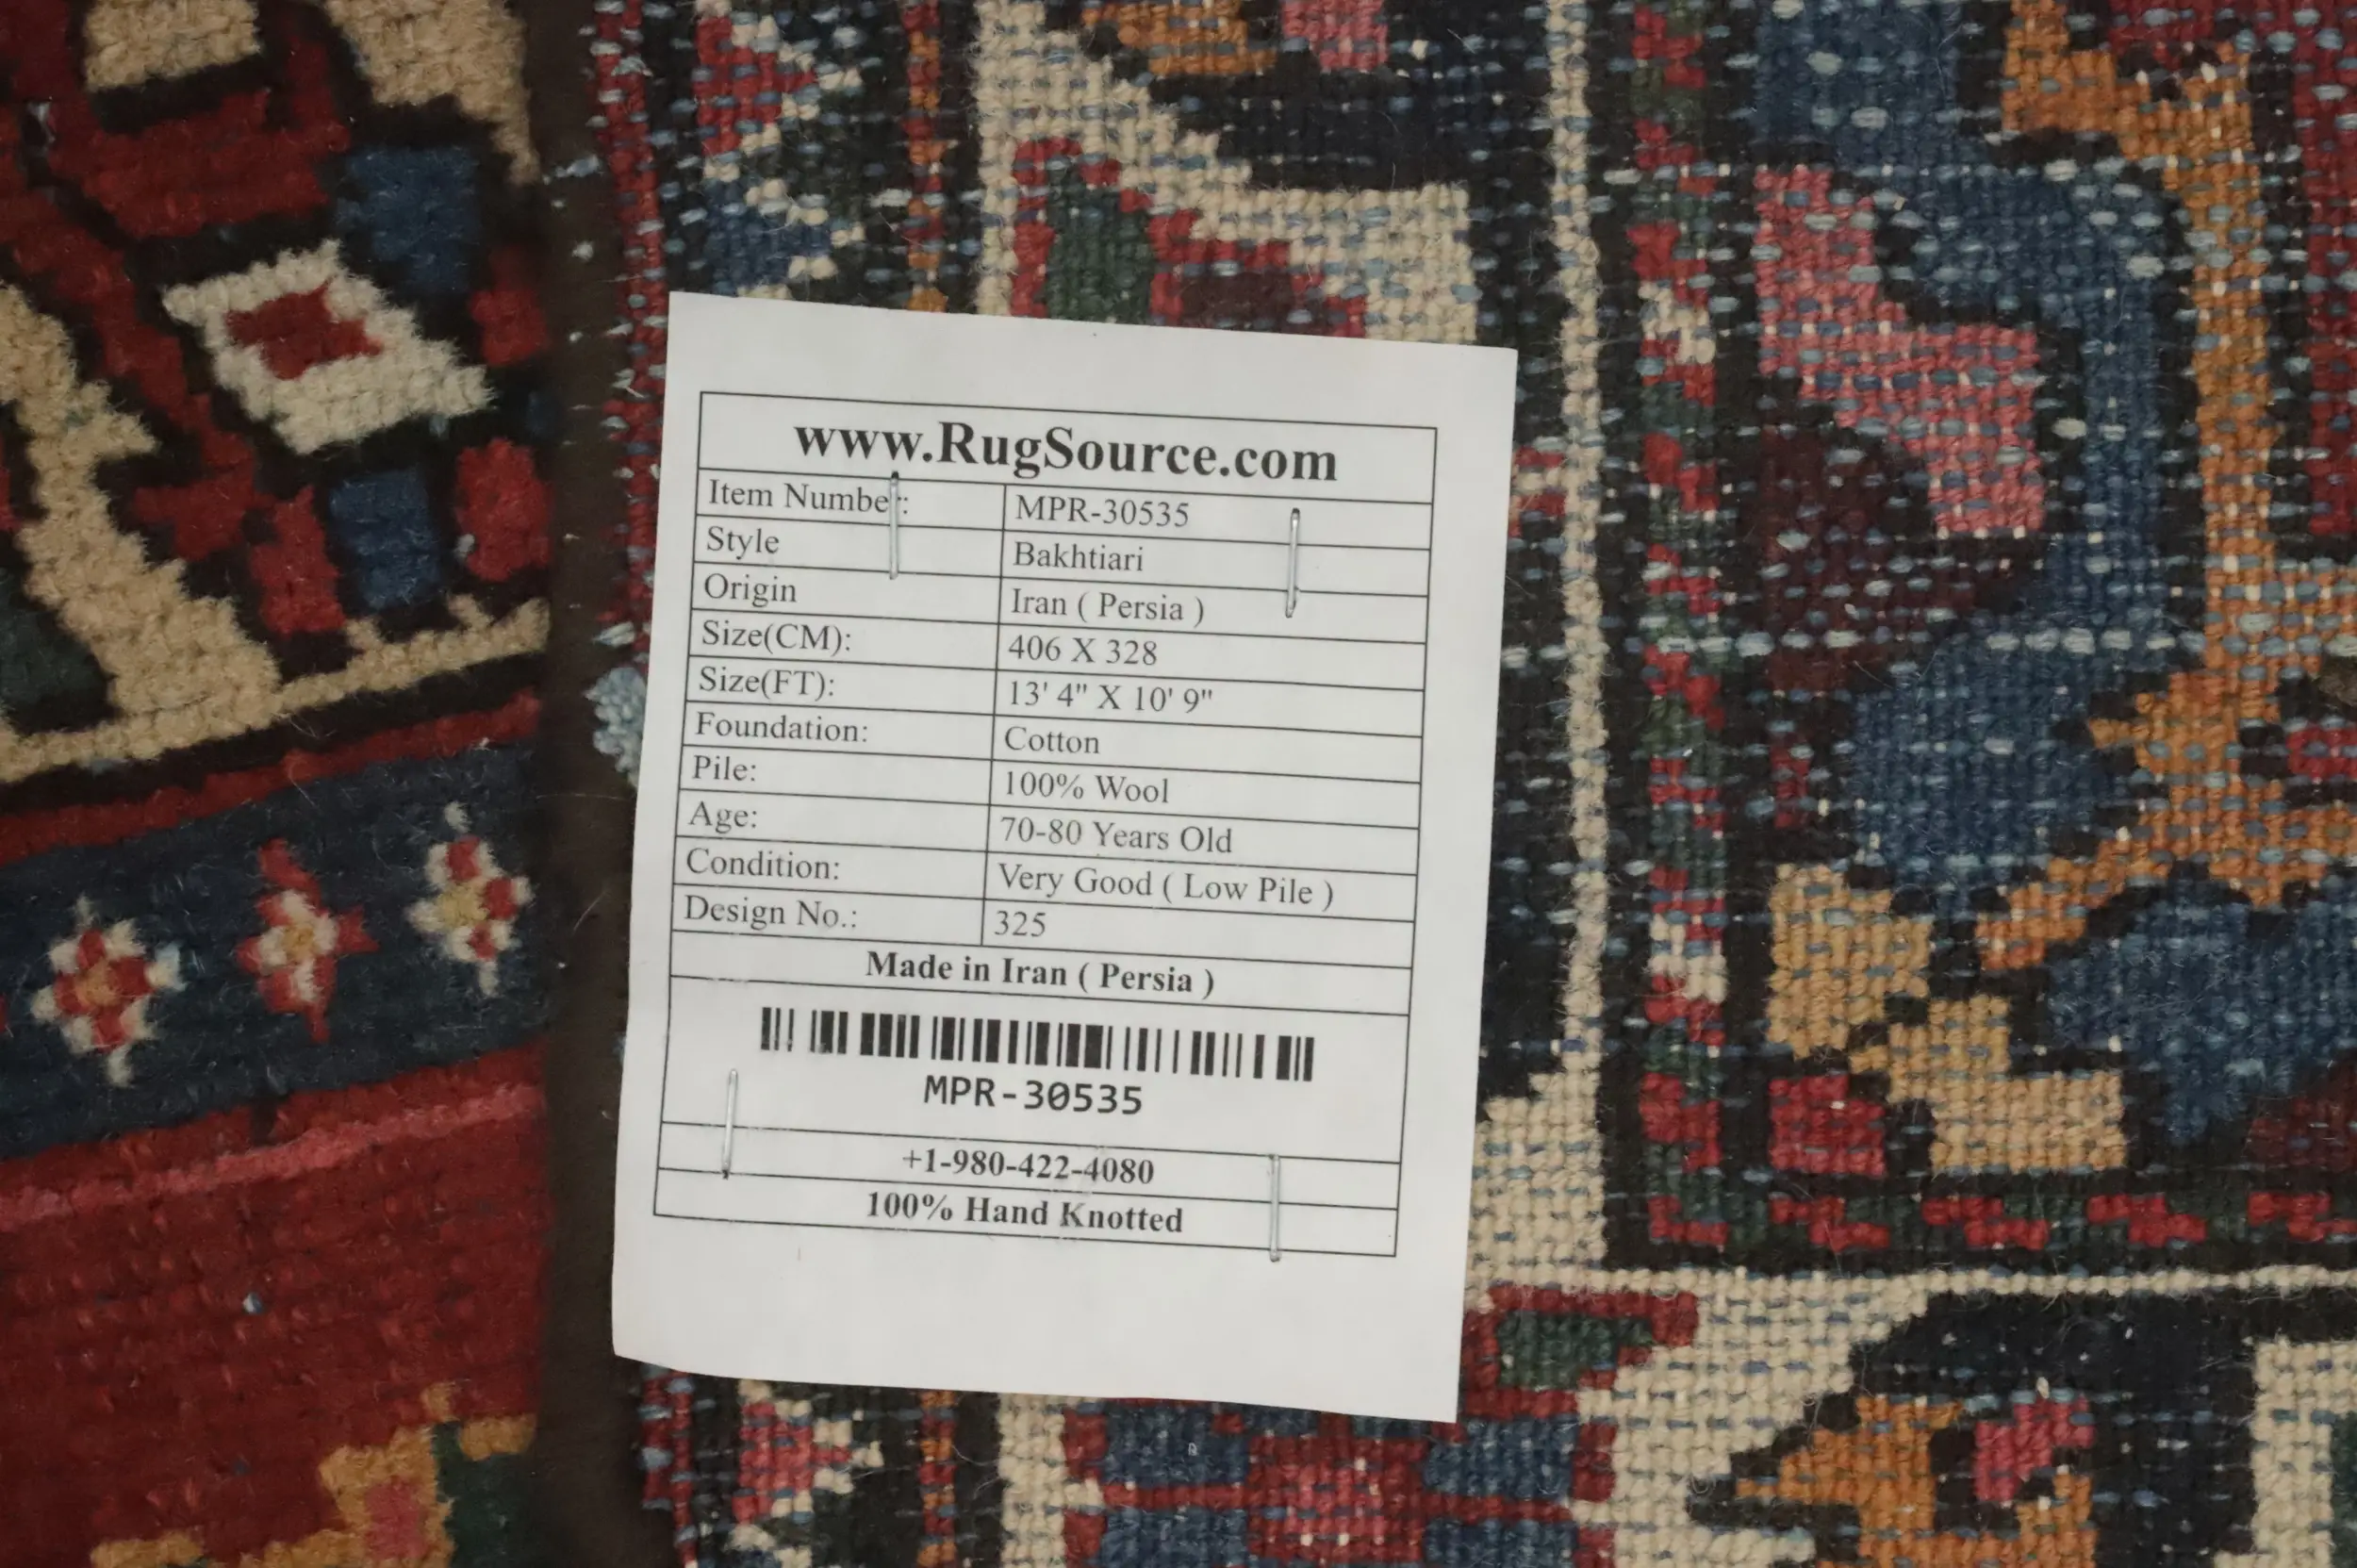 www.RugSource.com
Item Number: MPR-30535
Style Bakhtiari
Origin Iran ( Persia )
Size(CM): 406 X 328
Size(FT): 13' 4" X 10' 9"
Foundation: Cotton
Pile: 100% Wool
Age: 70-80 Years Old
Condition: Very Good ( Low Pile )
Design No.: 325
Made in Iran ( Persia )
MPR-30535
+1-980-422-4080
100% Hand Knotted